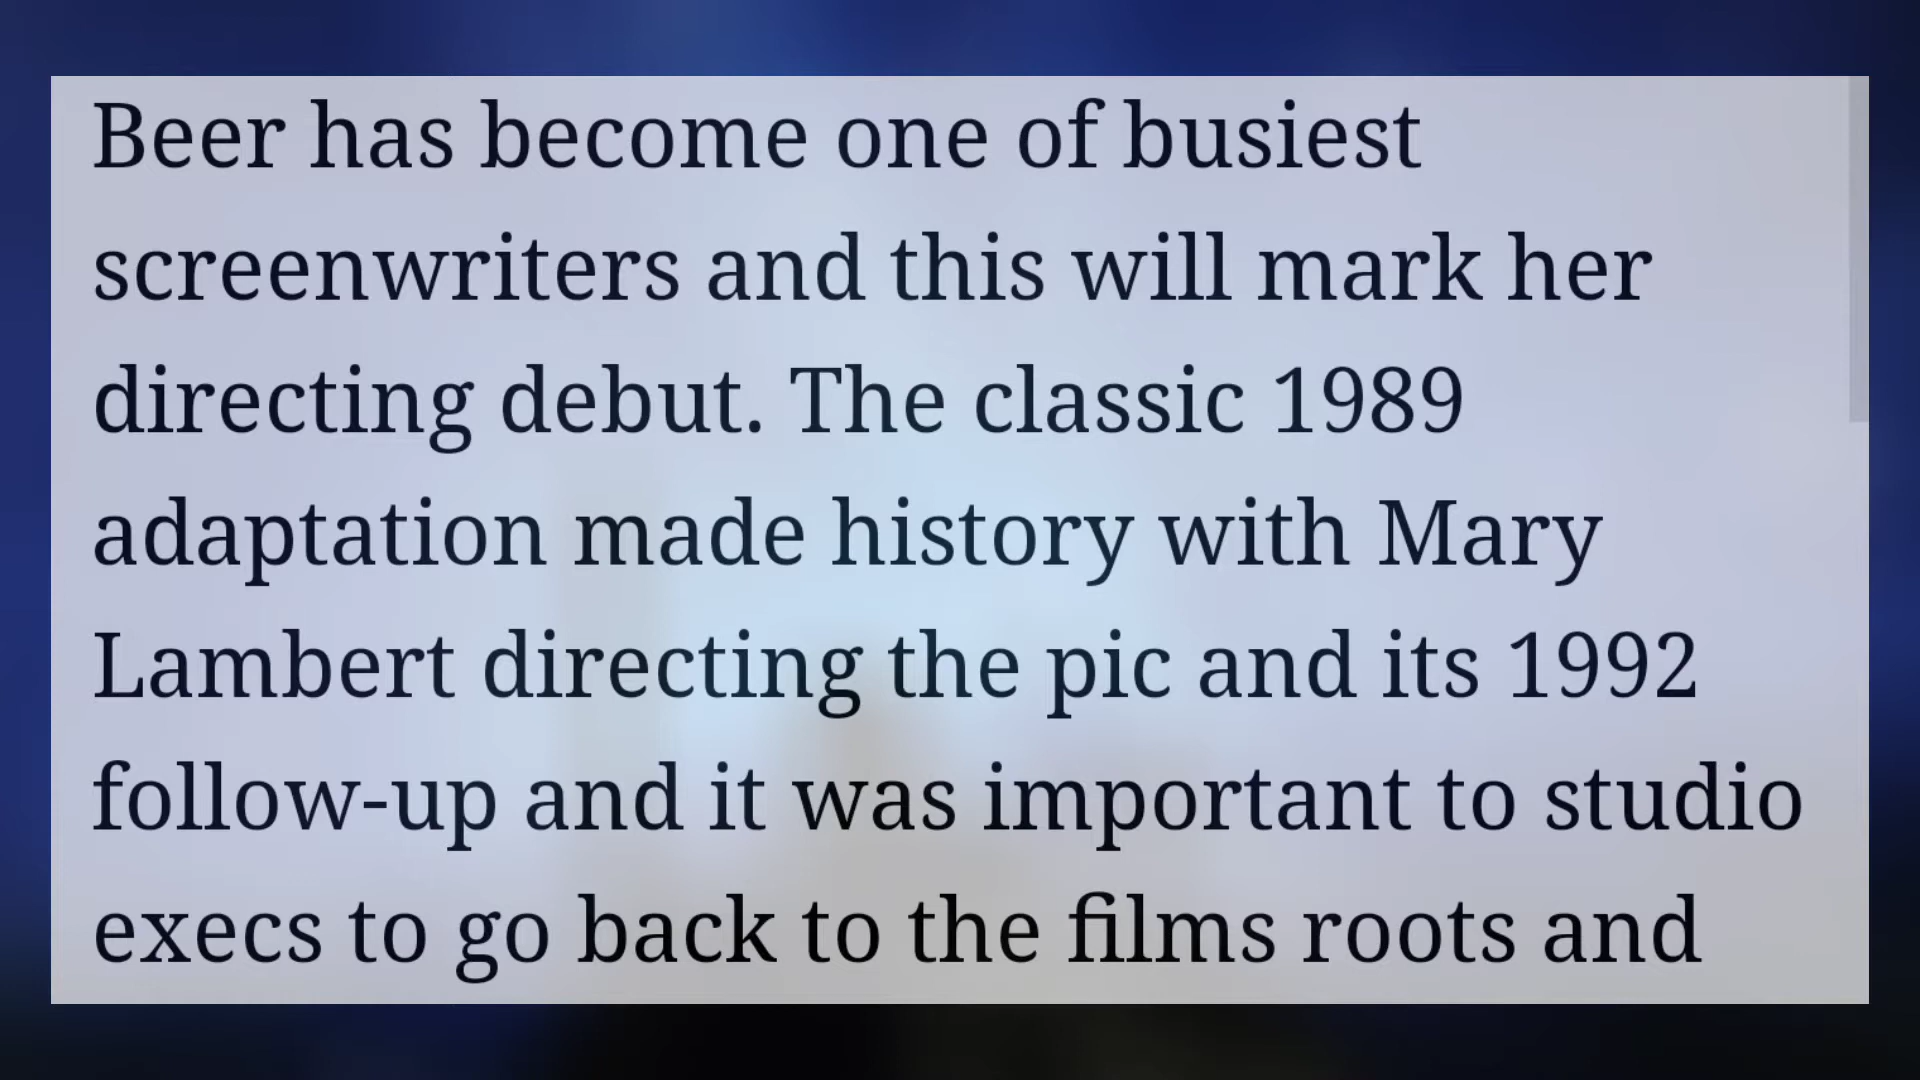 Beer has become one of busiest
screenwriters and this will mark her
directing debut. The classic 1989
adaptation made history with Mary
Lambert directing the pic and its 1992
follow-up and it was important to studio
execs to go back to the films roots and